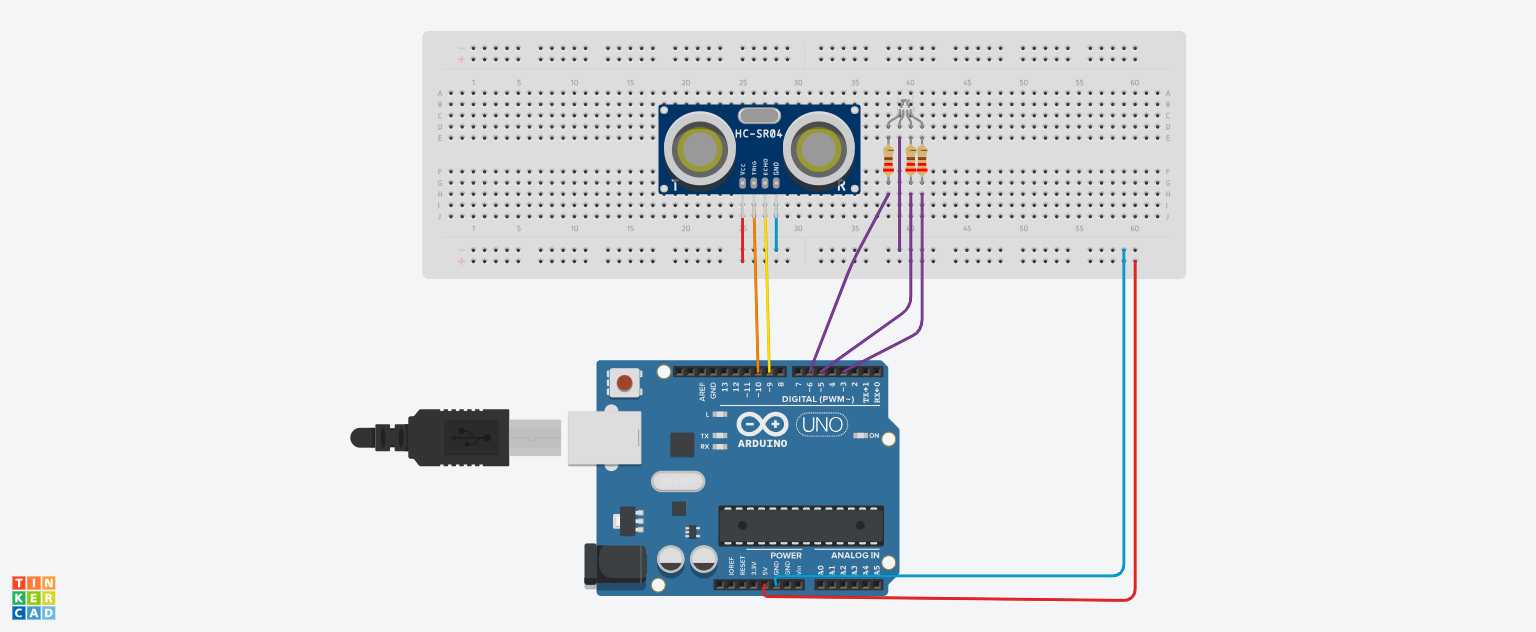 − −
+ +
1 5 10 15 20 25 30 35 40 45 50 55 60
A A
B B
C C
D D
E E
HC-SR04
VCC TRIG ECHO GND
T R
F F
G G
H H
I I
J J
1 5 10 15 20 25 30 35 40 45 50 55 60
− −
+ +
AREF GND 13 12 ~11 ~10 ~9 8 7 ~6 ~5 4 ~3 2 TX→1 RX←0
DIGITAL (PWM~)
L
TX
RX
ARDUINO
UNO
ON
POWER ANALOG IN
IOREF RESET 3.3V 5V GND GND Vin A0 A1 A2 A3 A4 A5
TIN
KER
CAD